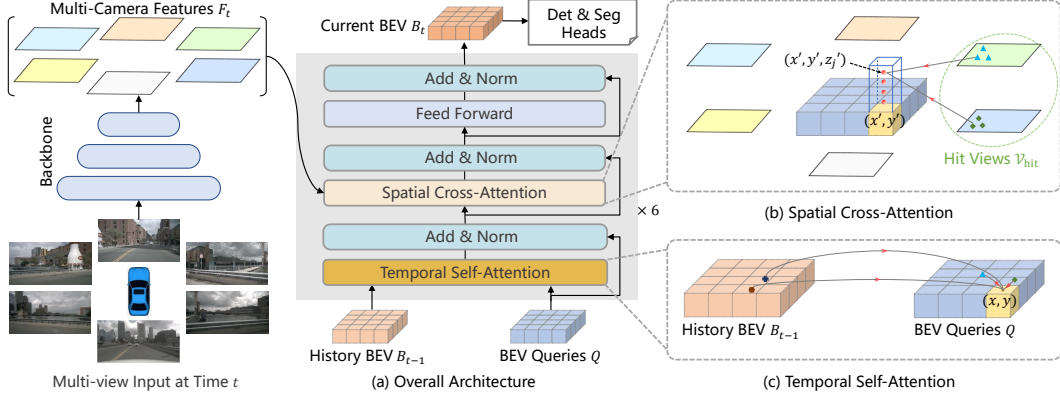 Multi-Camera Features F_t
Backbone
Multi-view Input at Time t
Current BEV B_t
Det & Seg
Heads
Add & Norm
Feed Forward
Add & Norm
Spatial Cross-Attention
Add & Norm
Temporal Self-Attention
× 6
History BEV B_{t−1}
BEV Queries Q
(a) Overall Architecture
(x′, y′, z_j′)
(x′, y′)
Hit Views 𝒱_hit
(b) Spatial Cross-Attention
(x, y)
History BEV B_{t−1}
BEV Queries Q
(c) Temporal Self-Attention